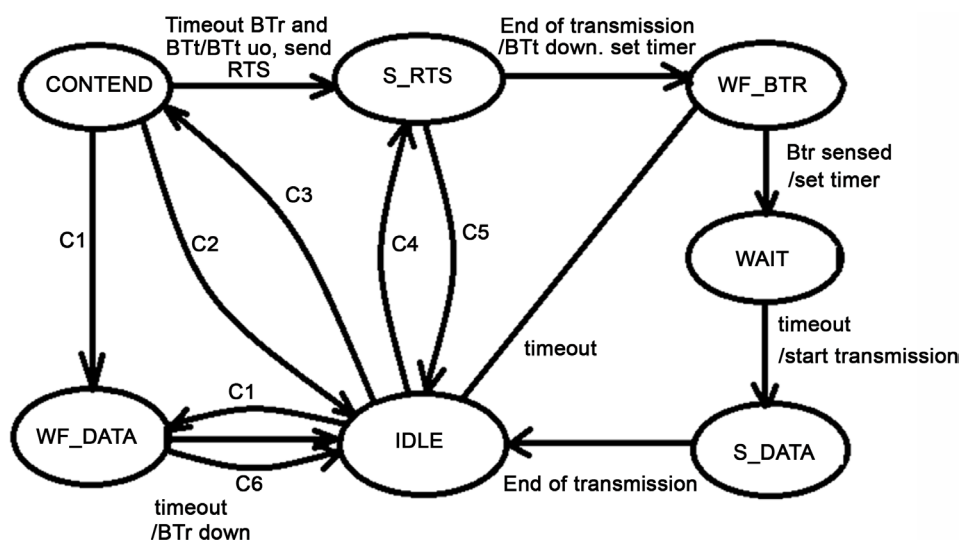 Timeout BTr and
BTt/BTt uo, send
RTS
End of transmission
/BTt down. set timer
CONTEND
S_RTS
WF_BTR
Btr sensed
/set timer
C1
C2
C3
C4
C5
WAIT
timeout
timeout
/start transmission
C1
WF_DATA
IDLE
S_DATA
C6
End of transmission
timeout
/BTr down